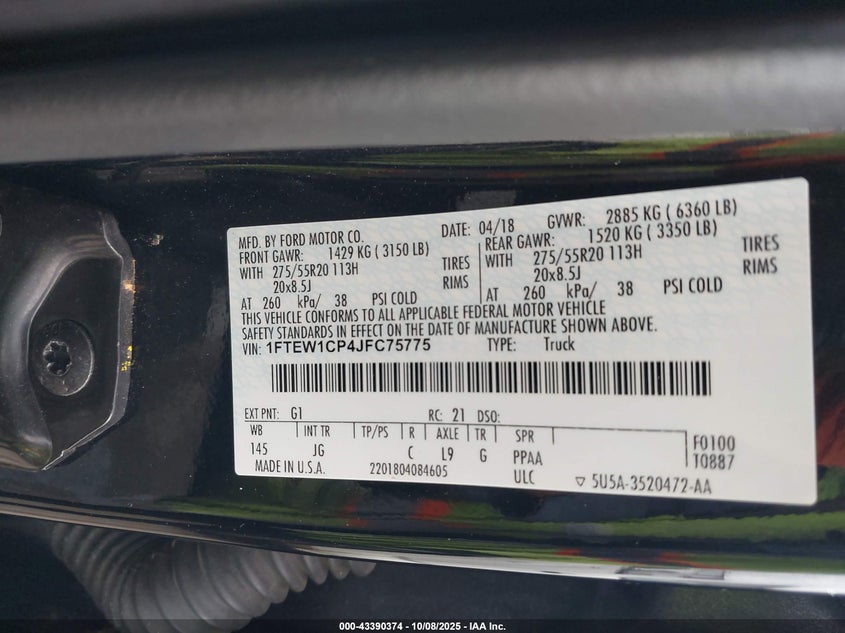 MFD. BY FORD MOTOR CO. DATE: 04/18 GVWR: 2885 KG ( 6360 LB)
FRONT GAWR: 1429 KG ( 3150 LB) REAR GAWR: 1520 KG ( 3350 LB)
WITH 275/55R20 113H TIRES WITH 275/55R20 113H TIRES
20x8.5J RIMS 20x8.5J RIMS
AT 260 kPa/ 38 PSI COLD AT 260 kPa/ 38 PSI COLD
THIS VEHICLE CONFORMS TO ALL APPLICABLE FEDERAL MOTOR VEHICLE
SAFETY STANDARDS IN EFFECT ON THE DATE OF MANUFACTURE SHOWN ABOVE.
VIN: 1FTEW1CP4JFC75775 TYPE: Truck
EXT PNT: G1 RC: 21 DSO:
WB INT TR TP/PS R AXLE TR SPR F0100
145 JG C L9 G PPAA T0887
MADE IN U.S.A. 2201804084605 ULC ▽ 5U5A-3520472-AA
000-43390374 - 10/08/2025 - IAA Inc.